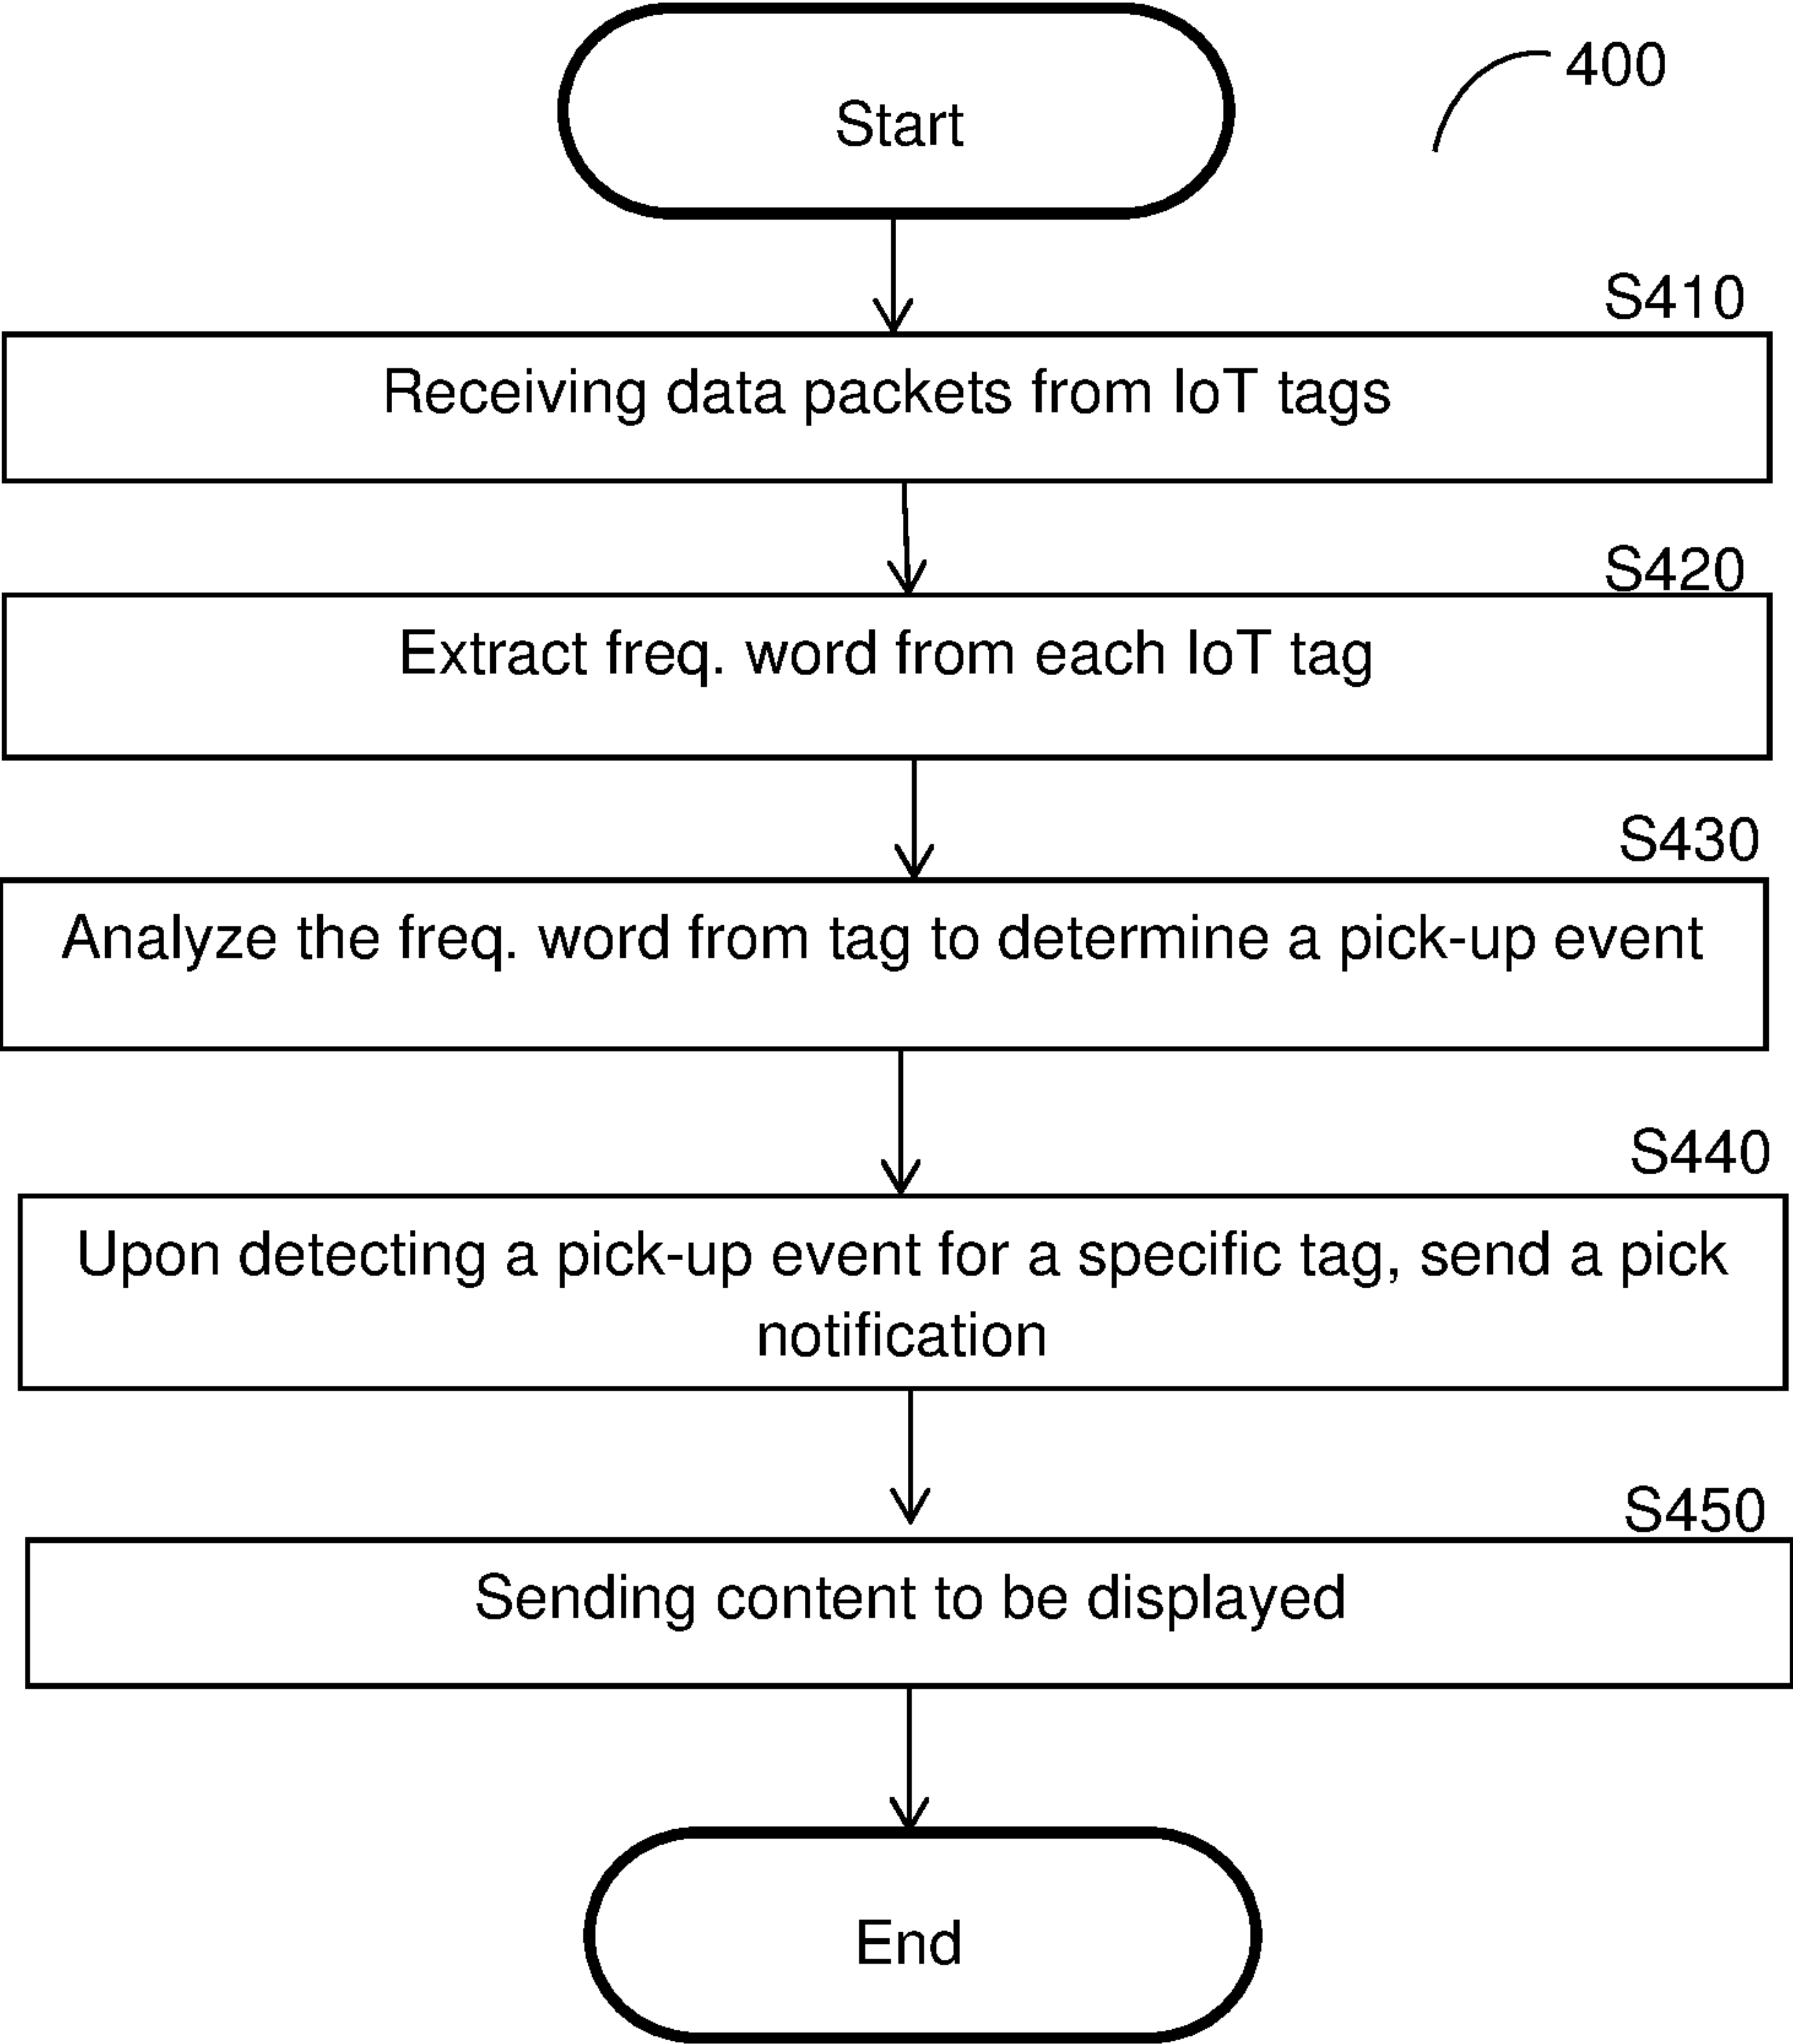 Start
400
S410
Receiving data packets from IoT tags
S420
Extract freq. word from each IoT tag
S430
Analyze the freq. word from tag to determine a pick-up event
S440
Upon detecting a pick-up event for a specific tag, send a pick
notification
S450
Sending content to be displayed
End